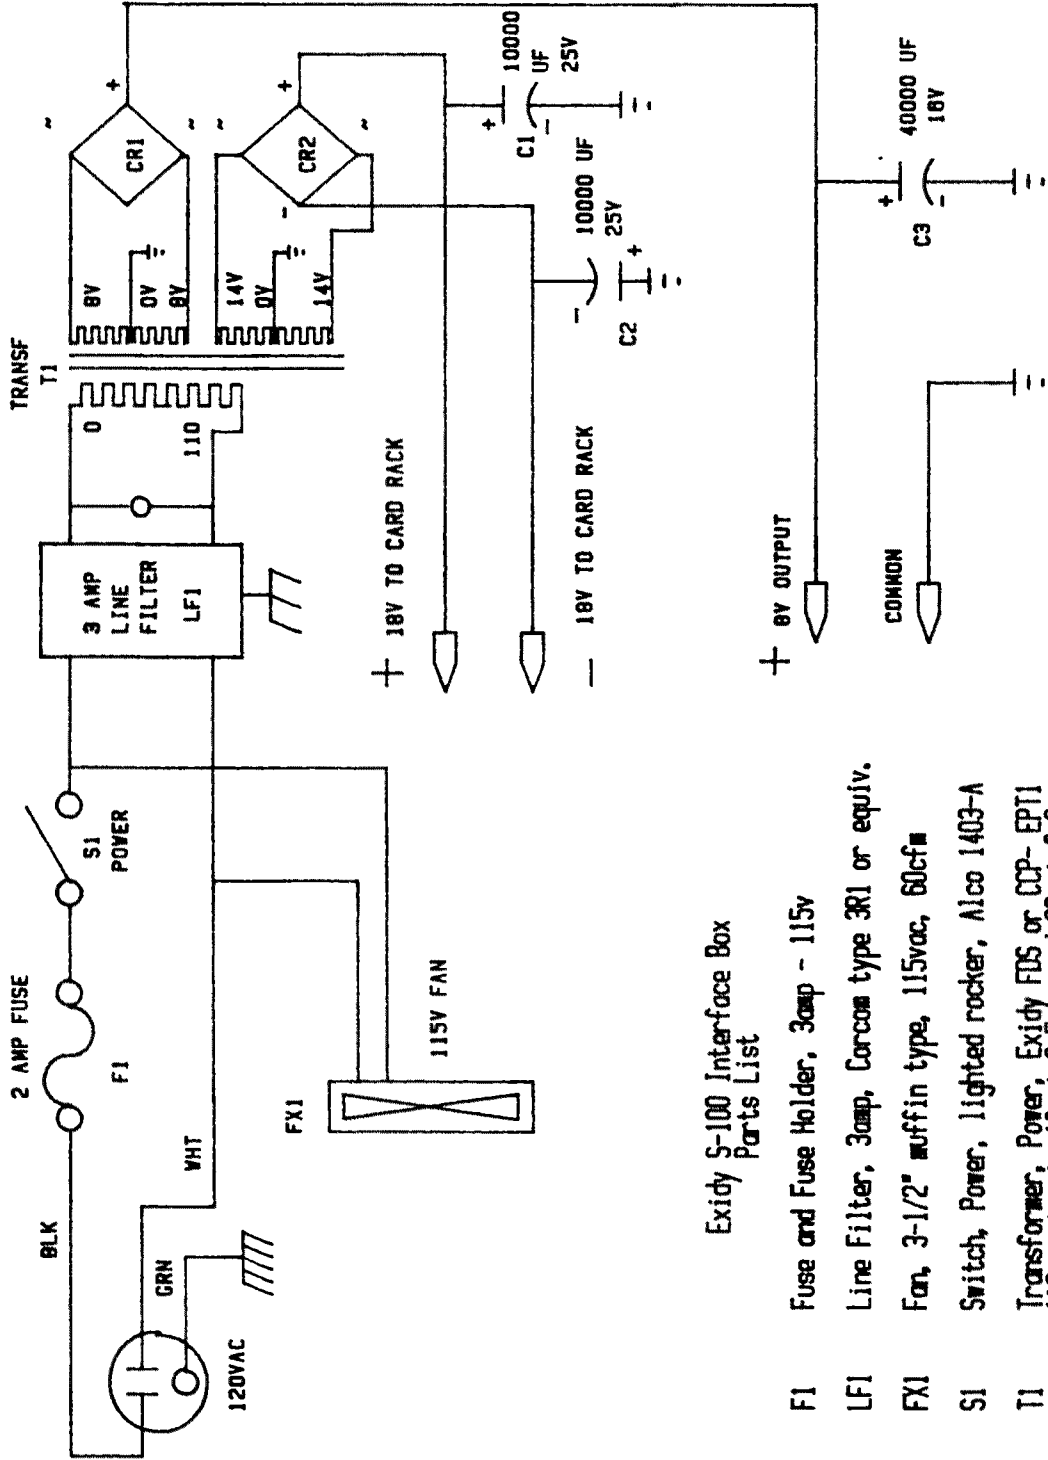 120VAC
BLK
GRN
WHT
2 AMP FUSE
F1
S1
POWER
FX1
115V FAN
3 AMP
LINE
FILTER
LF1
TRANSF
T1
0
110
8V
0V
8V
14V
0V
14V
~
CR1
+
~
~
CR2
+
-
~
+
10000
UF
25V
C1
-
10000 UF
25V
-
C2
+
+ 18V TO CARD RACK
- 18V TO CARD RACK
+ 8V OUTPUT
COMMON
40000 UF
+
C3
-
Exidy S-100 Interface Box
Parts List
F1 Fuse and Fuse Holder, 3amp - 115v
LF1 Line Filter, 3amp, Corcom type 3R1 or equiv.
FX1 Fan, 3-1/2" muffin type, 115vac, 60cfm
S1 Switch, Power, lighted rocker, Alco 1403-A
T1 Transformer, Power, Exidy FDS or CCP- EPT1